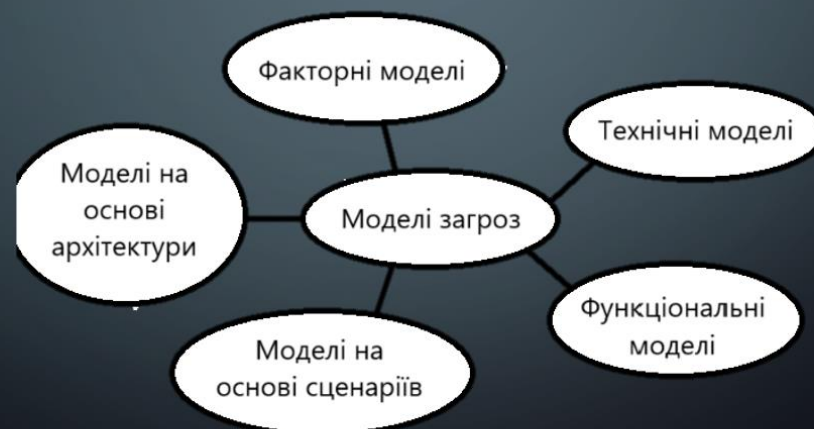 Факторні моделі
Технічні моделі
Моделі на
основі
архітектури
Моделі загроз
Функціональні
моделі
Моделі на
основі сценаріїв